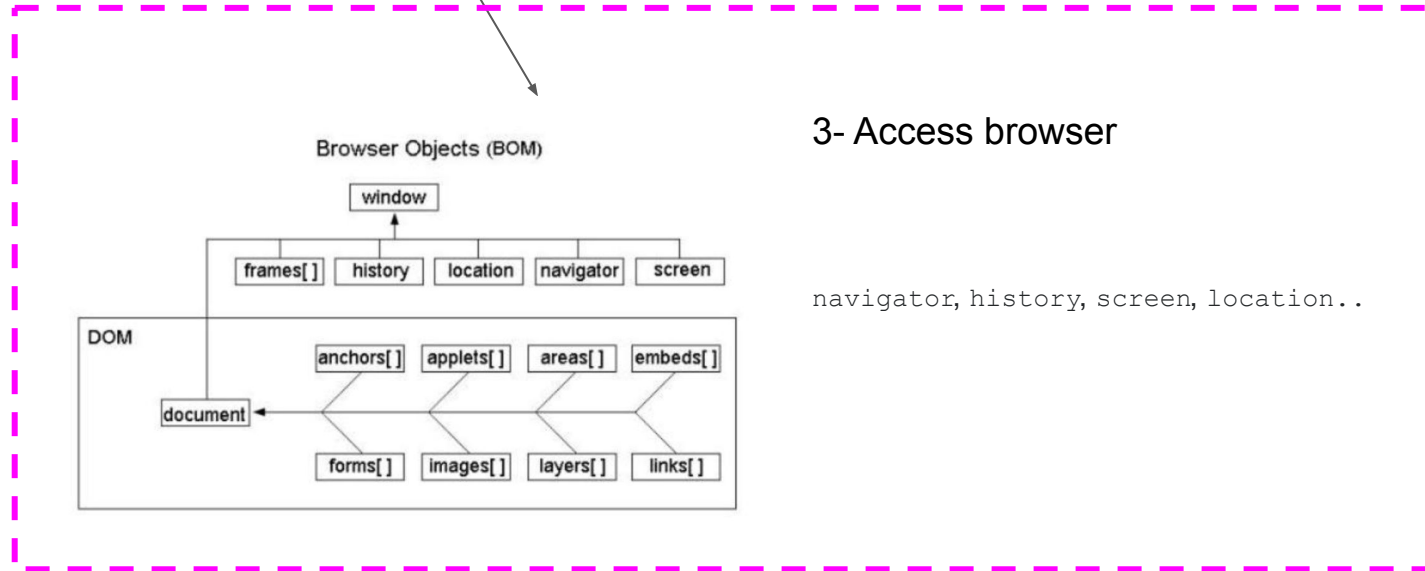 3- Access browser
Browser Objects (BOM)
window
frames[ ] history location navigator screen
navigator, history, screen, location..
DOM
anchors[ ] applets[ ] areas[ ] embeds[ ]
document
forms[ ] images[ ] layers[ ] links[ ]